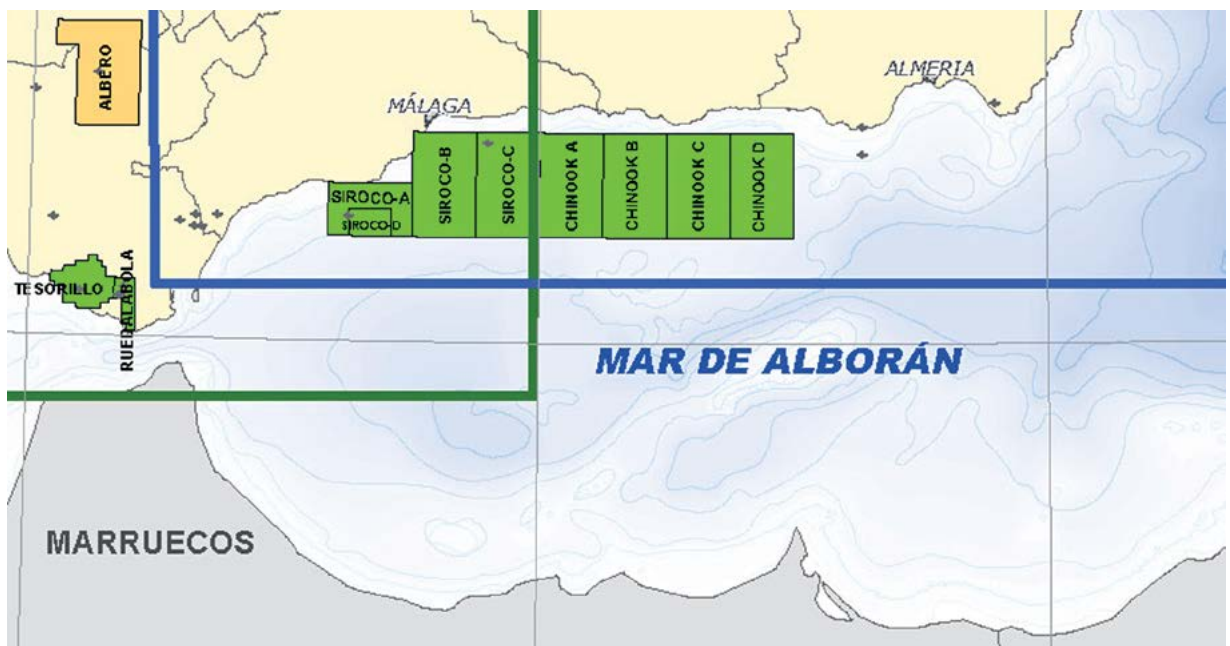 ALBERO
MÁLAGA
ALMERIA
SIROCO-A
SIROCO-D
SIROCO-B
SIROCO-C
CHINOOK A
CHINOOK B
CHINOOK C
CHINOOK D
TESORILLO
RUEDALABOLA
MAR DE ALBORÁN
MARRUECOS